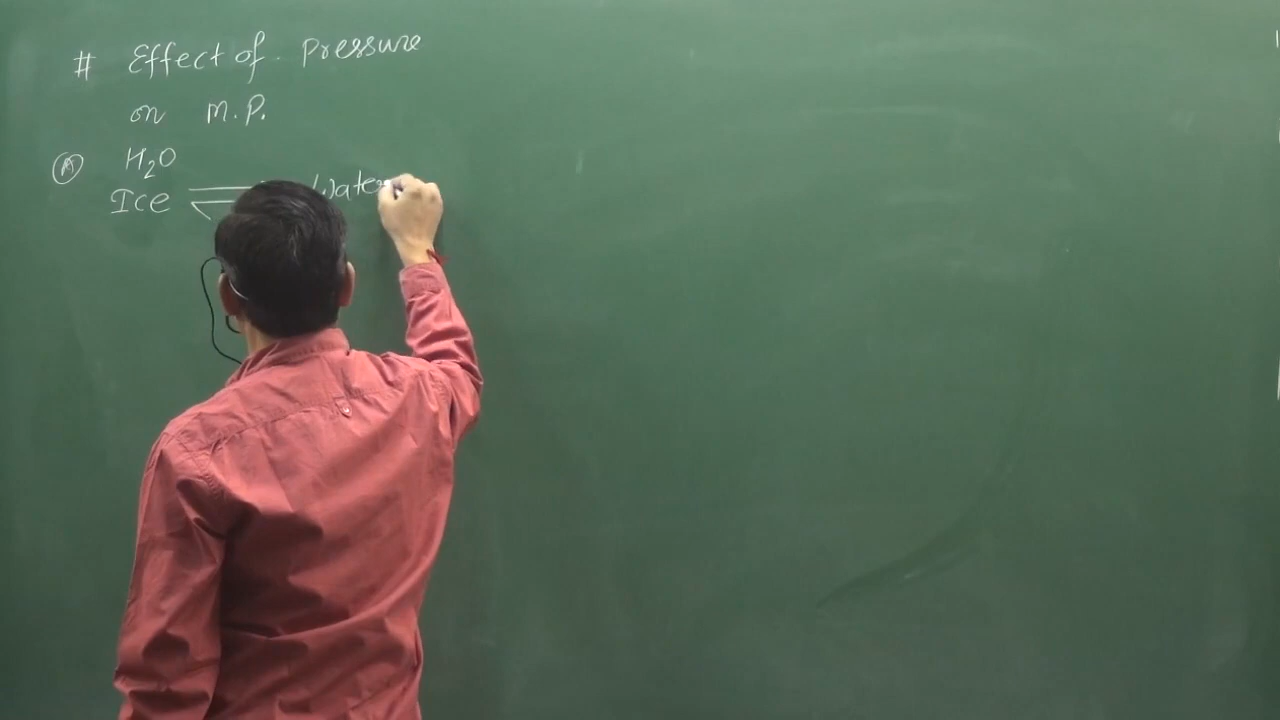 # Effect of pressure
on m.p.
Ⓐ H₂O
Ice ⇌ Water